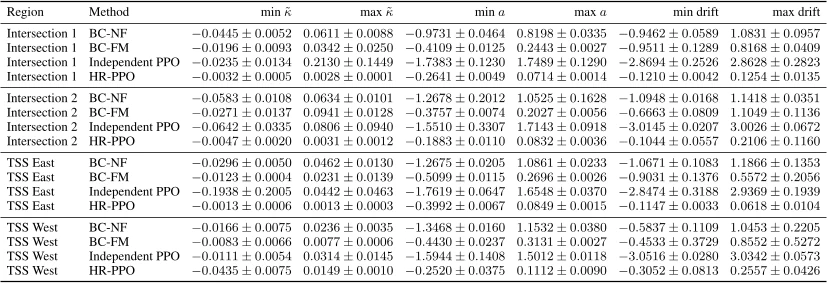 Region Method min κ̃ max κ̃ min a max a min drift max drift
Intersection 1 BC-NF −0.0445 ± 0.0052 0.0611 ± 0.0088 −0.9731 ± 0.0464 0.8198 ± 0.0335 −0.9462 ± 0.0589 1.0831 ± 0.0957
Intersection 1 BC-FM −0.0196 ± 0.0093 0.0342 ± 0.0250 −0.4109 ± 0.0125 0.2443 ± 0.0027 −0.9511 ± 0.1289 0.8168 ± 0.0409
Intersection 1 Independent PPO −0.0235 ± 0.0134 0.2130 ± 0.1449 −1.7383 ± 0.1230 1.7489 ± 0.1290 −2.8694 ± 0.2526 2.8628 ± 0.2823
Intersection 1 HR-PPO −0.0032 ± 0.0005 0.0028 ± 0.0001 −0.2641 ± 0.0049 0.0714 ± 0.0014 −0.1210 ± 0.0042 0.1254 ± 0.0135
Intersection 2 BC-NF −0.0583 ± 0.0108 0.0634 ± 0.0101 −1.2678 ± 0.2012 1.0525 ± 0.1628 −1.0948 ± 0.0168 1.1418 ± 0.0351
Intersection 2 BC-FM −0.0271 ± 0.0137 0.0941 ± 0.0128 −0.3757 ± 0.0074 0.2027 ± 0.0056 −0.6663 ± 0.0809 1.1049 ± 0.1136
Intersection 2 Independent PPO −0.0642 ± 0.0335 0.0806 ± 0.0940 −1.5510 ± 0.3307 1.7143 ± 0.0918 −3.0145 ± 0.0207 3.0026 ± 0.0672
Intersection 2 HR-PPO −0.0047 ± 0.0020 0.0031 ± 0.0012 −0.1883 ± 0.0110 0.0832 ± 0.0036 −0.1044 ± 0.0557 0.2106 ± 0.1160
TSS East BC-NF −0.0296 ± 0.0050 0.0462 ± 0.0130 −1.2675 ± 0.0205 1.0861 ± 0.0233 −1.0671 ± 0.1083 1.1866 ± 0.1353
TSS East BC-FM −0.0123 ± 0.0004 0.0231 ± 0.0139 −0.5099 ± 0.0115 0.2696 ± 0.0026 −0.9031 ± 0.1376 0.5572 ± 0.2056
TSS East Independent PPO −0.1938 ± 0.2005 0.0442 ± 0.0463 −1.7619 ± 0.0647 1.6548 ± 0.0370 −2.8474 ± 0.3188 2.9369 ± 0.1939
TSS East HR-PPO −0.0013 ± 0.0006 0.0013 ± 0.0003 −0.3992 ± 0.0067 0.0849 ± 0.0015 −0.1147 ± 0.0033 0.0618 ± 0.0104
TSS West BC-NF −0.0166 ± 0.0075 0.0236 ± 0.0035 −1.3468 ± 0.0160 1.1532 ± 0.0380 −0.5837 ± 0.1109 1.0453 ± 0.2205
TSS West BC-FM −0.0083 ± 0.0066 0.0077 ± 0.0006 −0.4430 ± 0.0237 0.3131 ± 0.0027 −0.4533 ± 0.3729 0.8552 ± 0.5272
TSS West Independent PPO −0.0111 ± 0.0054 0.0314 ± 0.0145 −1.5944 ± 0.1408 1.5012 ± 0.0118 −3.0516 ± 0.0280 3.0342 ± 0.0573
TSS West HR-PPO −0.0435 ± 0.0075 0.0149 ± 0.0010 −0.2520 ± 0.0375 0.1112 ± 0.0090 −0.3052 ± 0.0813 0.2557 ± 0.0426